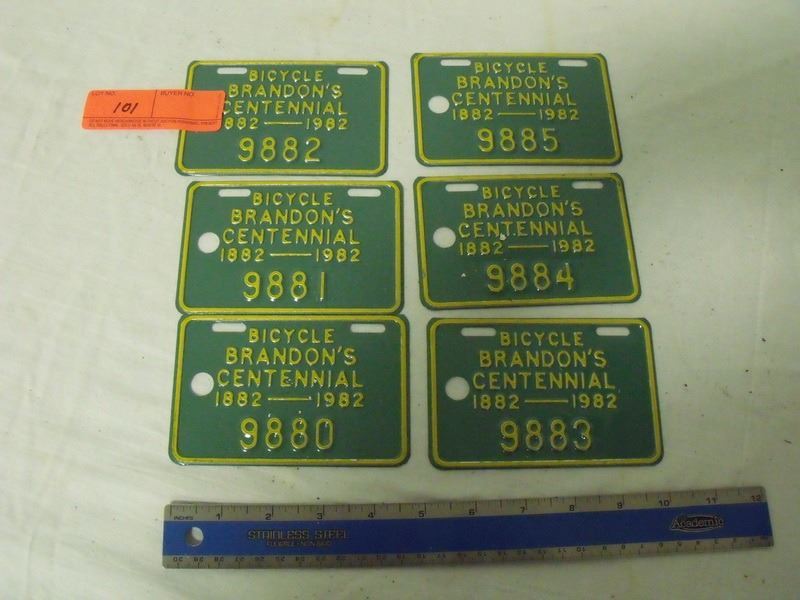 LOT NO. BUYER NO.
101
BICYCLE
BRANDON'S
CENTENNIAL
882 — 1982
9882
BICYCLE
BRANDON'S
CENTENNIAL
1882 — 1982
9885
BICYCLE
BRANDON'S
CENTENNIAL
1882 — 1982
9881
BICYCLE
BRANDON'S
CENTENNIAL
1882 — 1982
9884
BICYCLE
BRANDON'S
CENTENNIAL
1882 — 1982
9880
BICYCLE
BRANDON'S
CENTENNIAL
1882 — 1982
9883
INCHES 1 2 3 4 5 6 7 8 9 10 11 12
STAINLESS STEEL
Academic